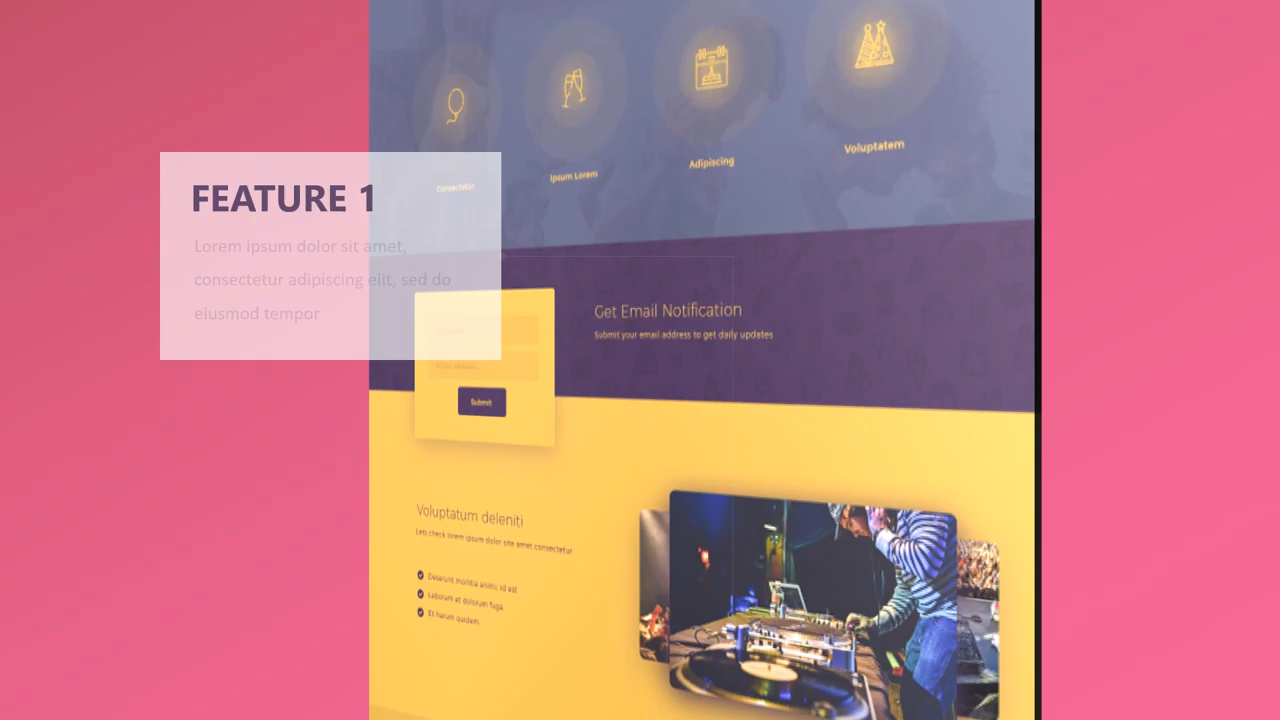 Voluptatem
Adipiscing
Ipsum Lorem
Consectetur
FEATURE 1
Lorem ipsum dolor sit amet,
consectetur adipiscing elit, sed do
eiusmod tempor
Get Email Notification
Submit your email address to get daily updates
Submit
Voluptatum deleniti
Lets check lorem ipsum dolor site amet consectetur
Deserunt mollitia animi, id est
Laborum et dolorum fuga.
Et harum quidem.